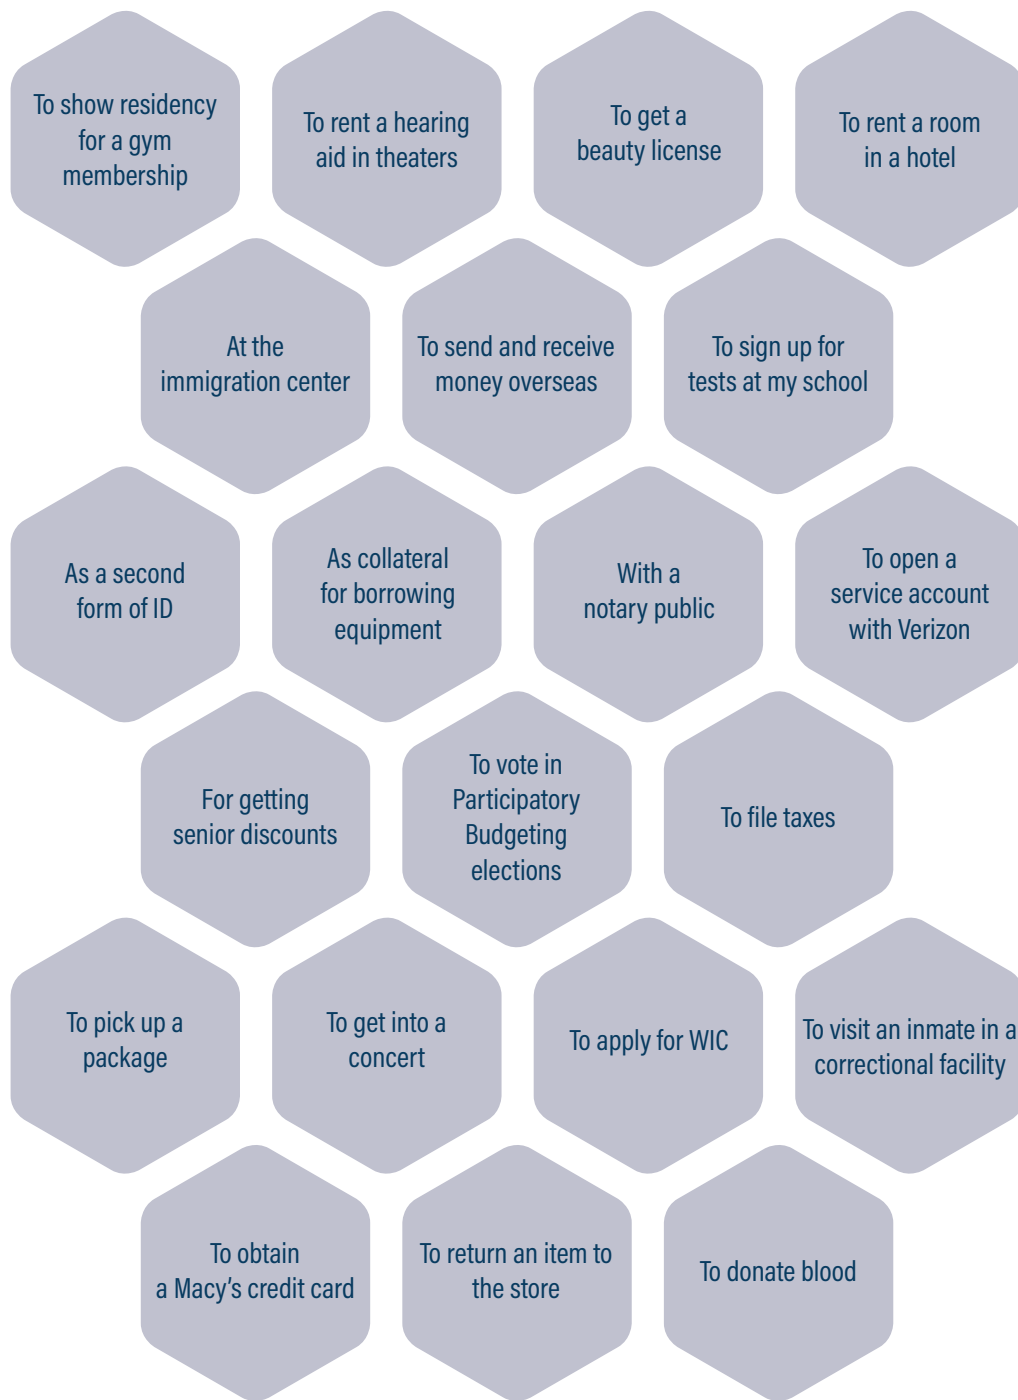 To show residency
for a gym
membership
To rent a hearing
aid in theaters
To get a
beauty license
To rent a room
in a hotel
At the
immigration center
To send and receive
money overseas
To sign up for
tests at my school
As a second
form of ID
As collateral
for borrowing
equipment
With a
notary public
To open a
service account
with Verizon
For getting
senior discounts
To vote in
Participatory
Budgeting
elections
To file taxes
To pick up a
package
To get into a
concert
To apply for WIC
To visit an inmate in a
correctional facility
To obtain
a Macy's credit card
To return an item to
the store
To donate blood